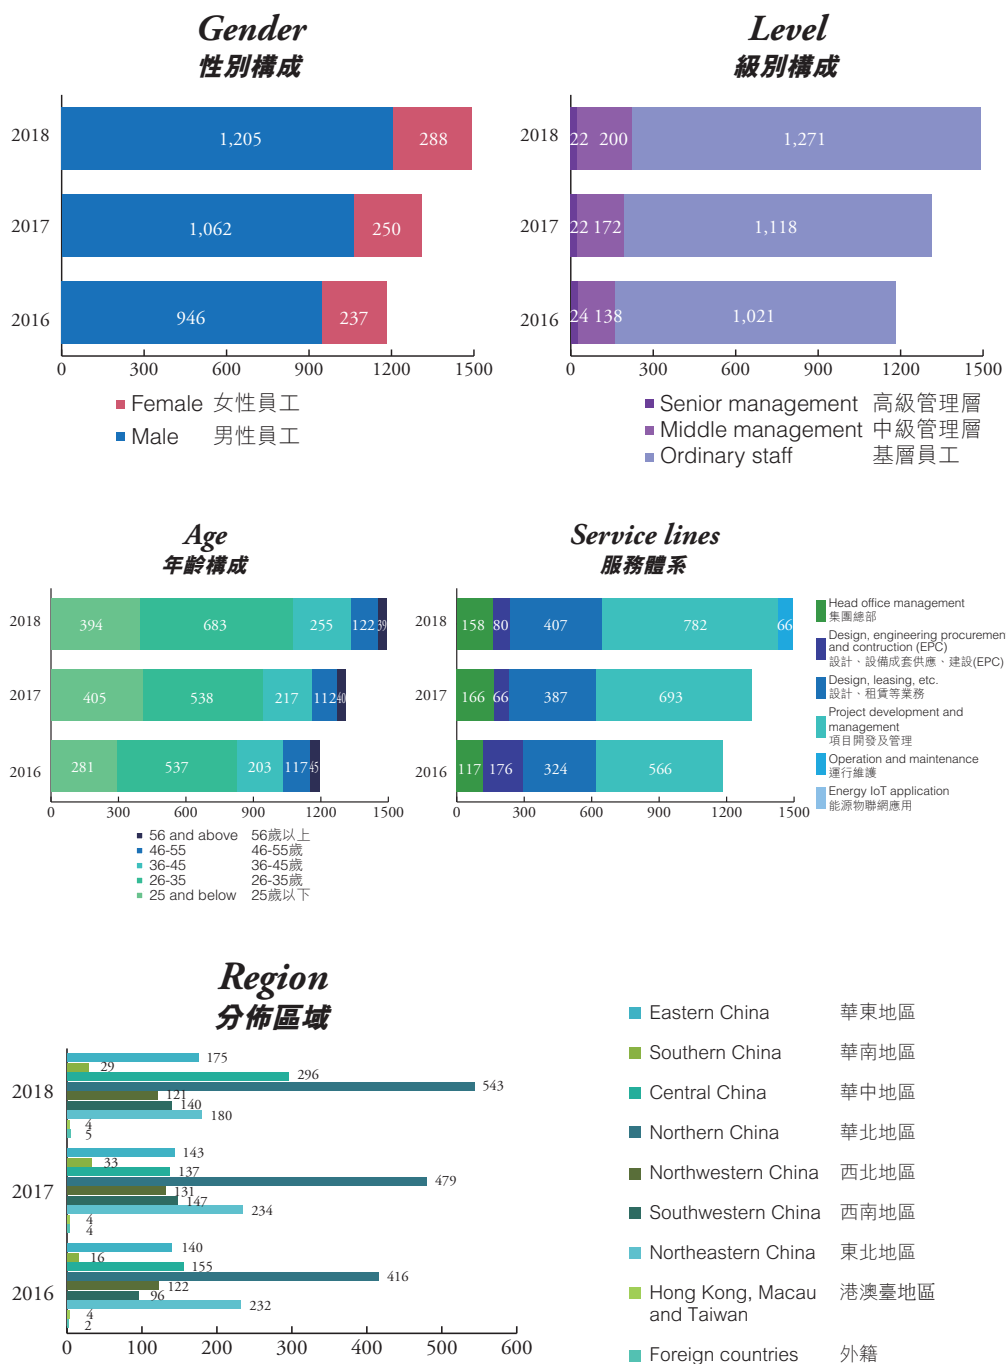 Gender
性別構成
2018
1,205
288
2017
1,062
250
2016
946
237
0 300 600 900 1200 1500
Female 女性員工
Male 男性員工
Level
級別構成
2018
22 200 1,271
2017
22 172 1,118
2016
24 138 1,021
0 300 600 900 1200 1500
Senior management 高級管理層
Middle management 中級管理層
Ordinary staff 基層員工
Age
年齡構成
2018
394 683 255 122 39
2017
405 538 217 112 40
2016
281 537 203 117 45
0 300 600 900 1200 1500
56 and above 56歲以上
46-55 46-55歲
36-45 36-45歲
26-35 26-35歲
25 and below 25歲以下
Service lines
服務體系
2018
158 80 407 782 66
2017
166 66 387 693
2016
117 176 324 566
0 300 600 900 1200 1500
Head office management
集團總部
Design, engineering procuremen
and contruction (EPC)
設計、設備成套供應、建設(EPC)
Design, leasing, etc.
設計、租賃等業務
Project development and
management
項目開發及管理
Operation and maintenance
運行維護
Energy IoT application
能源物聯網應用
Region
分佈區域
2018
175
29
296
543
121
140
180
4
5
2017
143
33
137
479
131
147
234
4
4
2016
140
16
155
416
122
96
232
4
2
0 100 200 300 400 500 600
Eastern China 華東地區
Southern China 華南地區
Central China 華中地區
Northern China 華北地區
Northwestern China 西北地區
Southwestern China 西南地區
Northeastern China 東北地區
Hong Kong, Macau 港澳臺地區
and Taiwan
Foreign countries 外籍